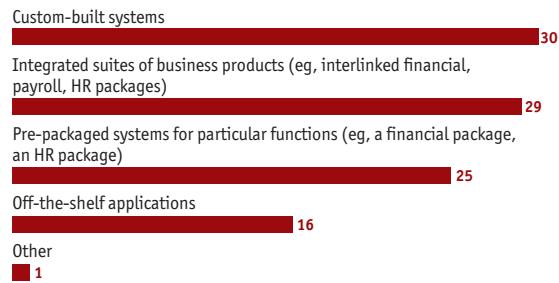 Custom-built systems
30
Integrated suites of business products (eg, interlinked financial,
payroll, HR packages)
29
Pre-packaged systems for particular functions (eg, a financial package,
an HR package)
25
Off-the-shelf applications
16
Other
1